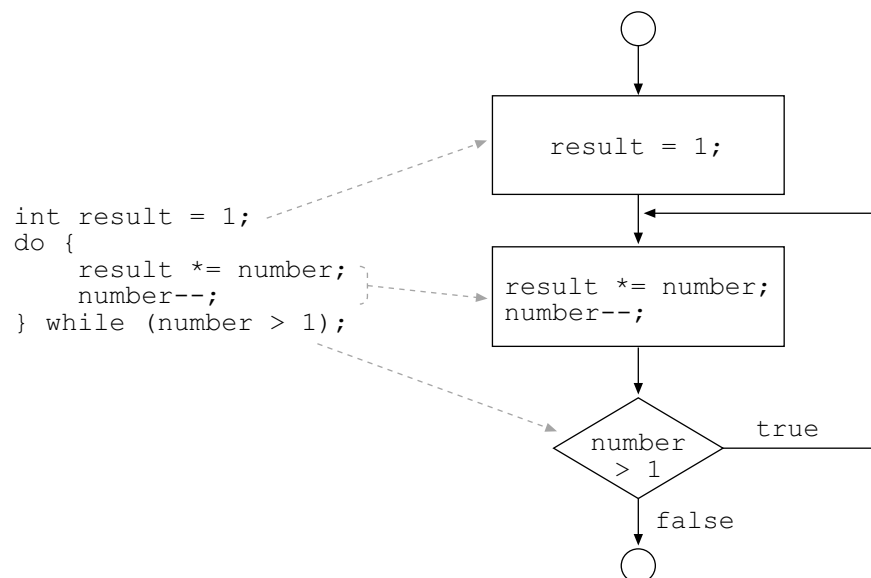 int result = 1;
do {
    result *= number;
    number--;
} while (number > 1);
result = 1;
result *= number;
number--;
number
> 1
true
false